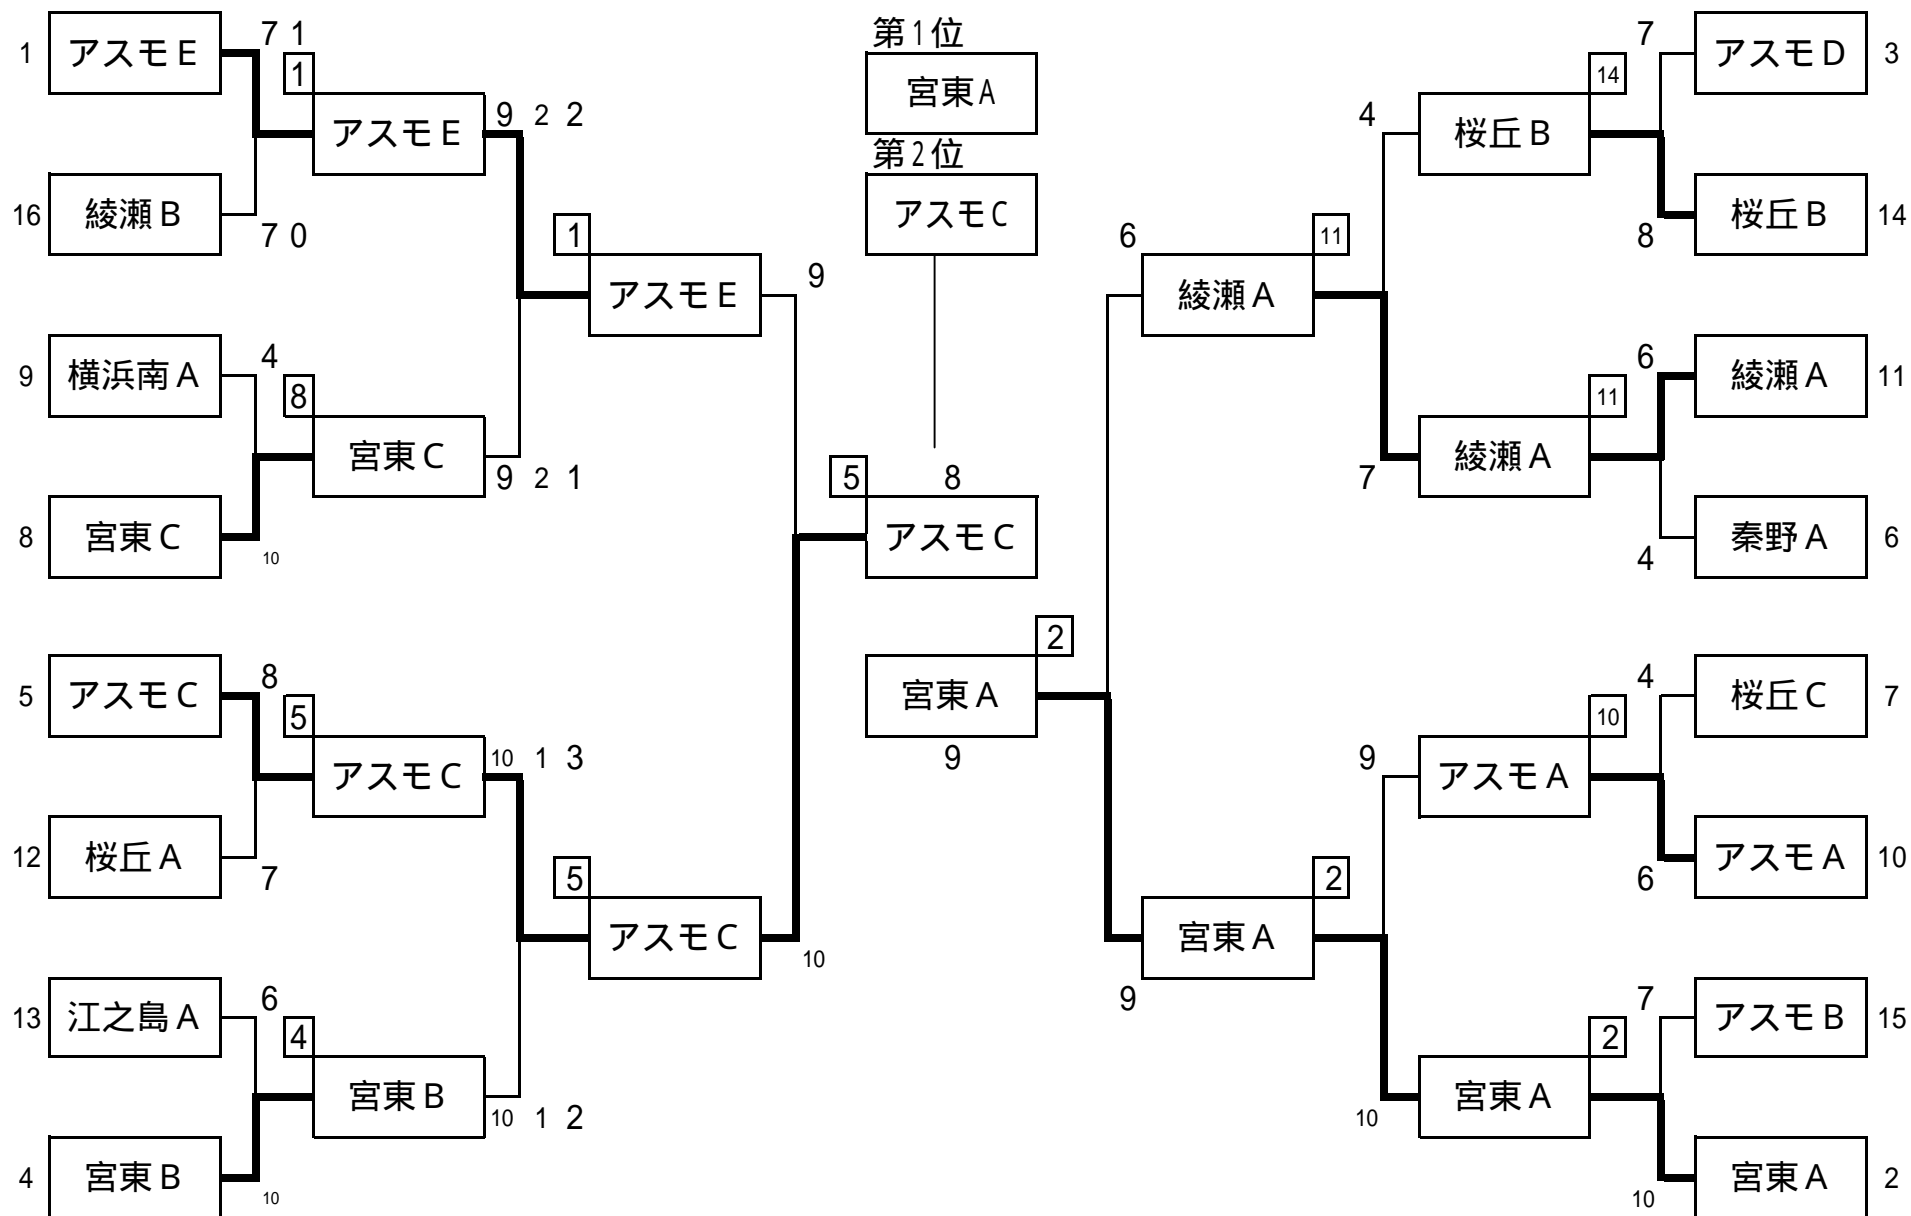 7 1
第1位
7
1 アスモE
1
宮東A
14
アスモD 3
アスモE
9 2 2
4
桜丘B
第2位
16 綾瀬B
アスモC
桜丘B 14
7 0
1
6
11
8
アスモE
9
綾瀬A
4
6
9 横浜南A
8
11
綾瀬A 11
宮東C
9 2 1
5
8
7
綾瀬A
8 宮東C
10
アスモC
4
秦野A 6
2
8
4
5 アスモC
5
宮東A
10
桜丘C 7
アスモC
10 1 3
9
9
アスモA
12 桜丘A
7
5
2
6
アスモA 10
アスモC
10
宮東A
9
6
7
13 江之島A
4
2
アスモB 15
宮東B
10 1 2
10
宮東A
4 宮東B
10
10
宮東A 2